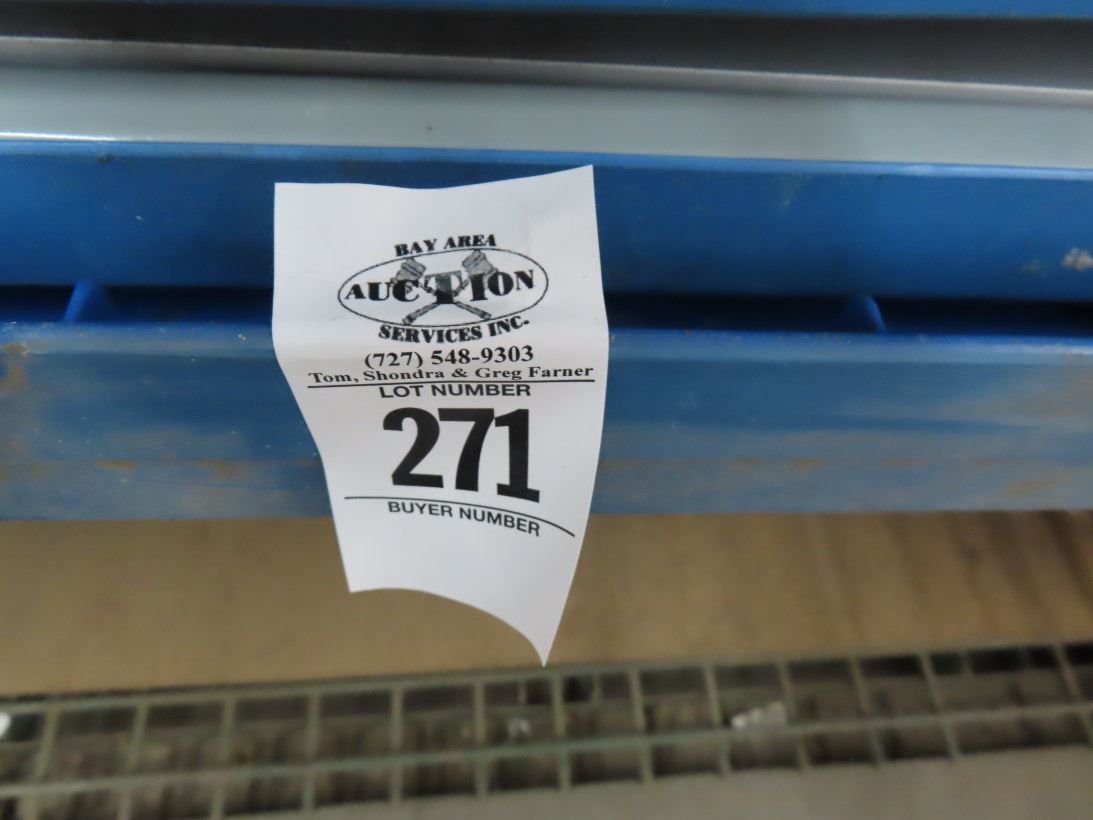 BAY AREA
AUCTION
SERVICES INC.
(727) 548-9303
Tom, Shondra & Greg Farner
LOT NUMBER
271
BUYER NUMBER